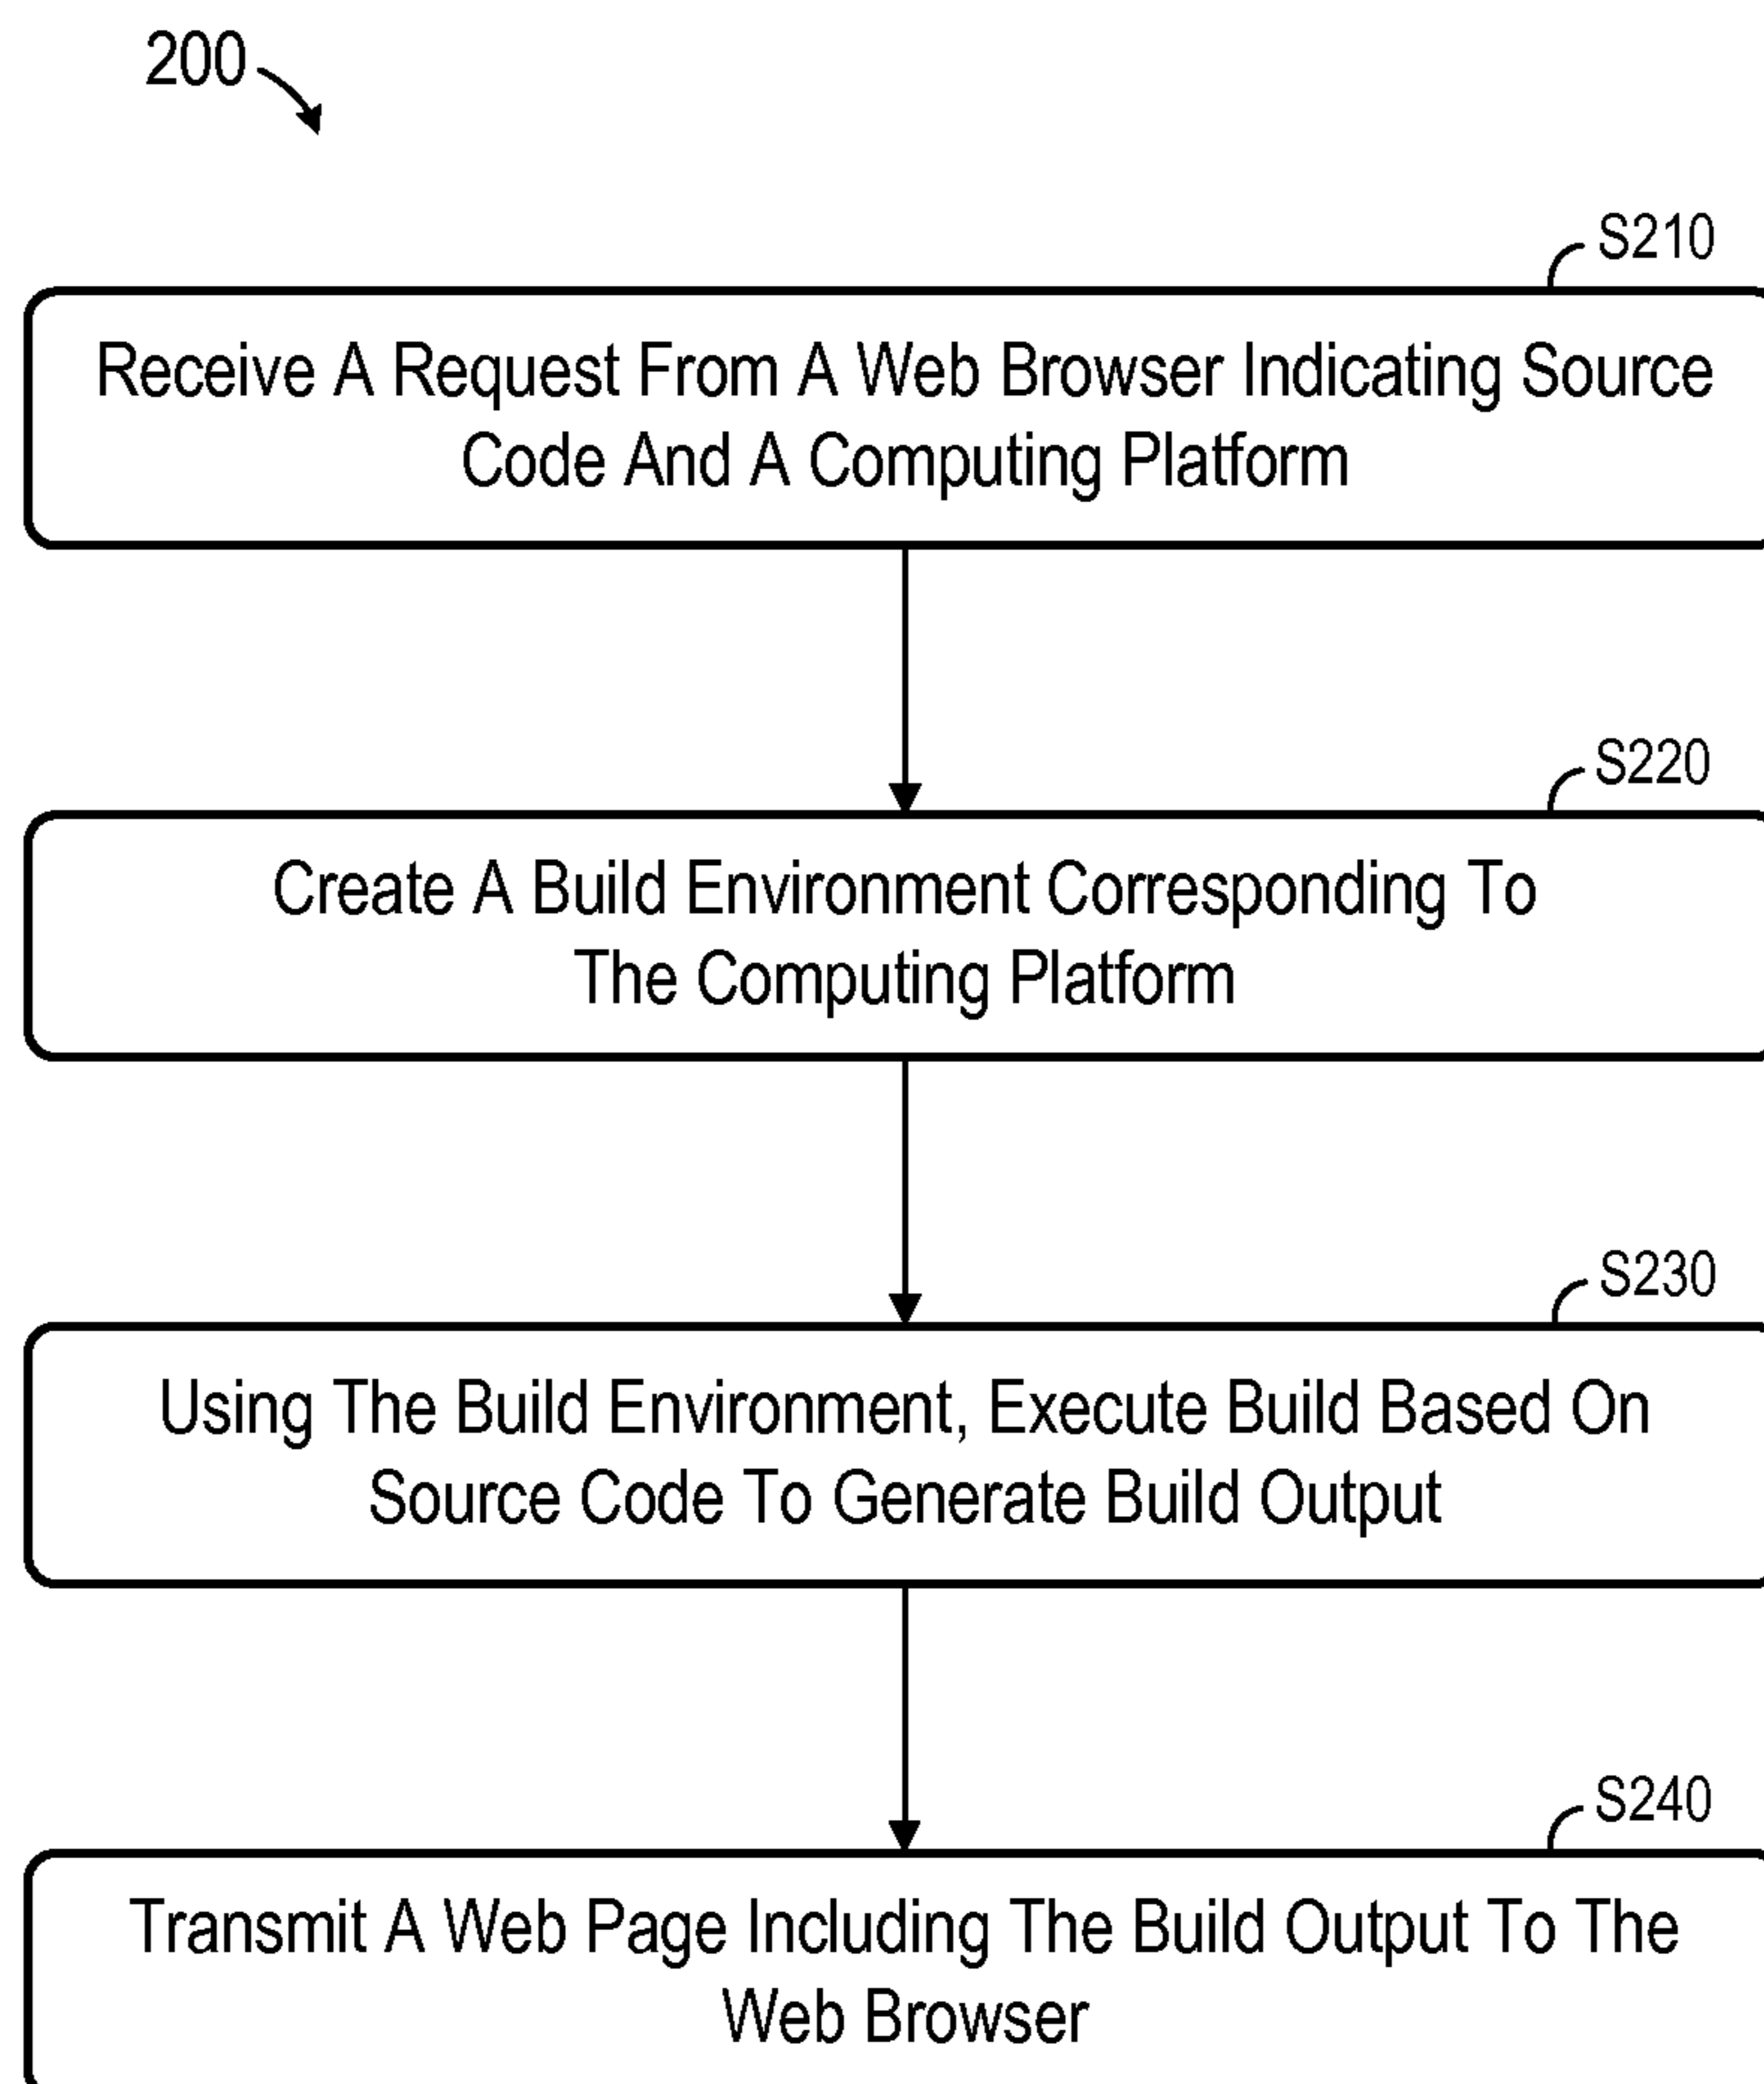 200
S210
Receive A Request From A Web Browser Indicating Source
Code And A Computing Platform
S220
Create A Build Environment Corresponding To
The Computing Platform
S230
Using The Build Environment, Execute Build Based On
Source Code To Generate Build Output
S240
Transmit A Web Page Including The Build Output To The
Web Browser